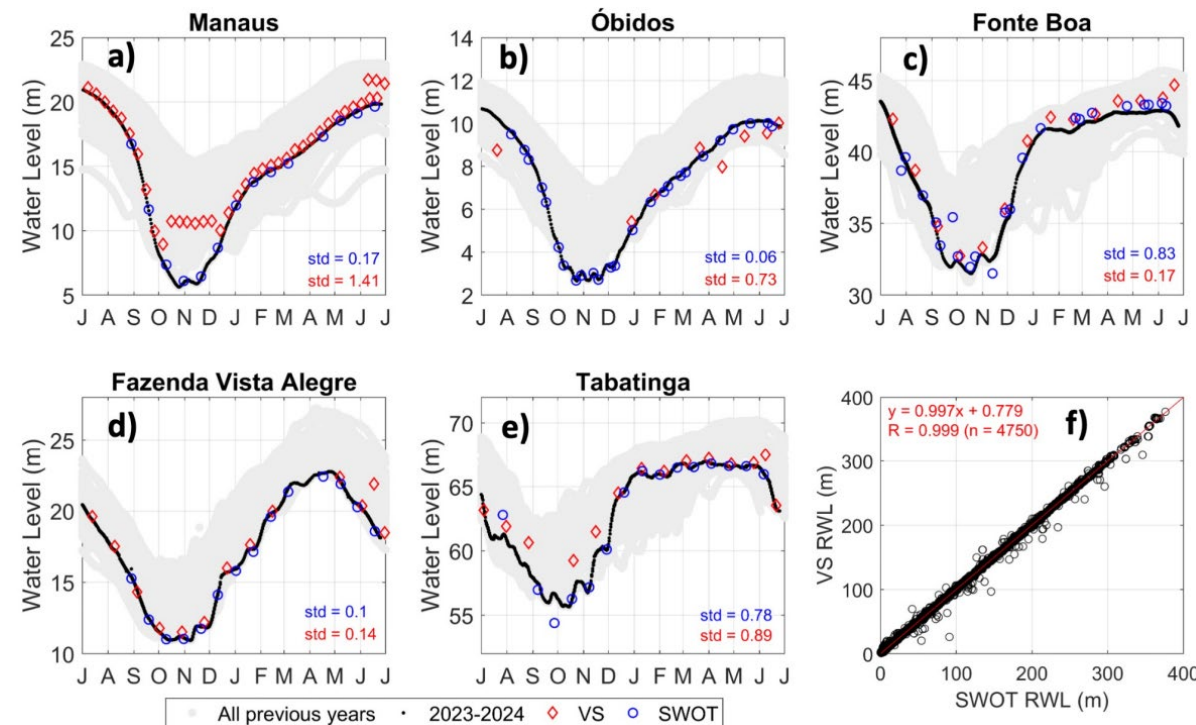 Manaus
a)
Water Level (m)
25
20
15
10
5
J A S O N D J F M A M J J
std = 0.17
std = 1.41
Óbidos
b)
Water Level (m)
14
12
10
8
6
4
2
J A S O N D J F M A M J J
std = 0.06
std = 0.73
Fonte Boa
c)
Water Level (m)
45
40
35
30
J A S O N D J F M A M J J
std = 0.83
std = 0.17
Fazenda Vista Alegre
d)
Water Level (m)
25
20
15
10
J A S O N D J F M A M J J
std = 0.1
std = 0.14
Tabatinga
e)
Water Level (m)
70
65
60
55
J A S O N D J F M A M J J
std = 0.78
std = 0.89
y = 0.997x + 0.779
R = 0.999 (n = 4750)
f)
VS RWL (m)
400
300
200
100
0
0 100 200 300 400
SWOT RWL (m)
All previous years 2023-2024 VS SWOT